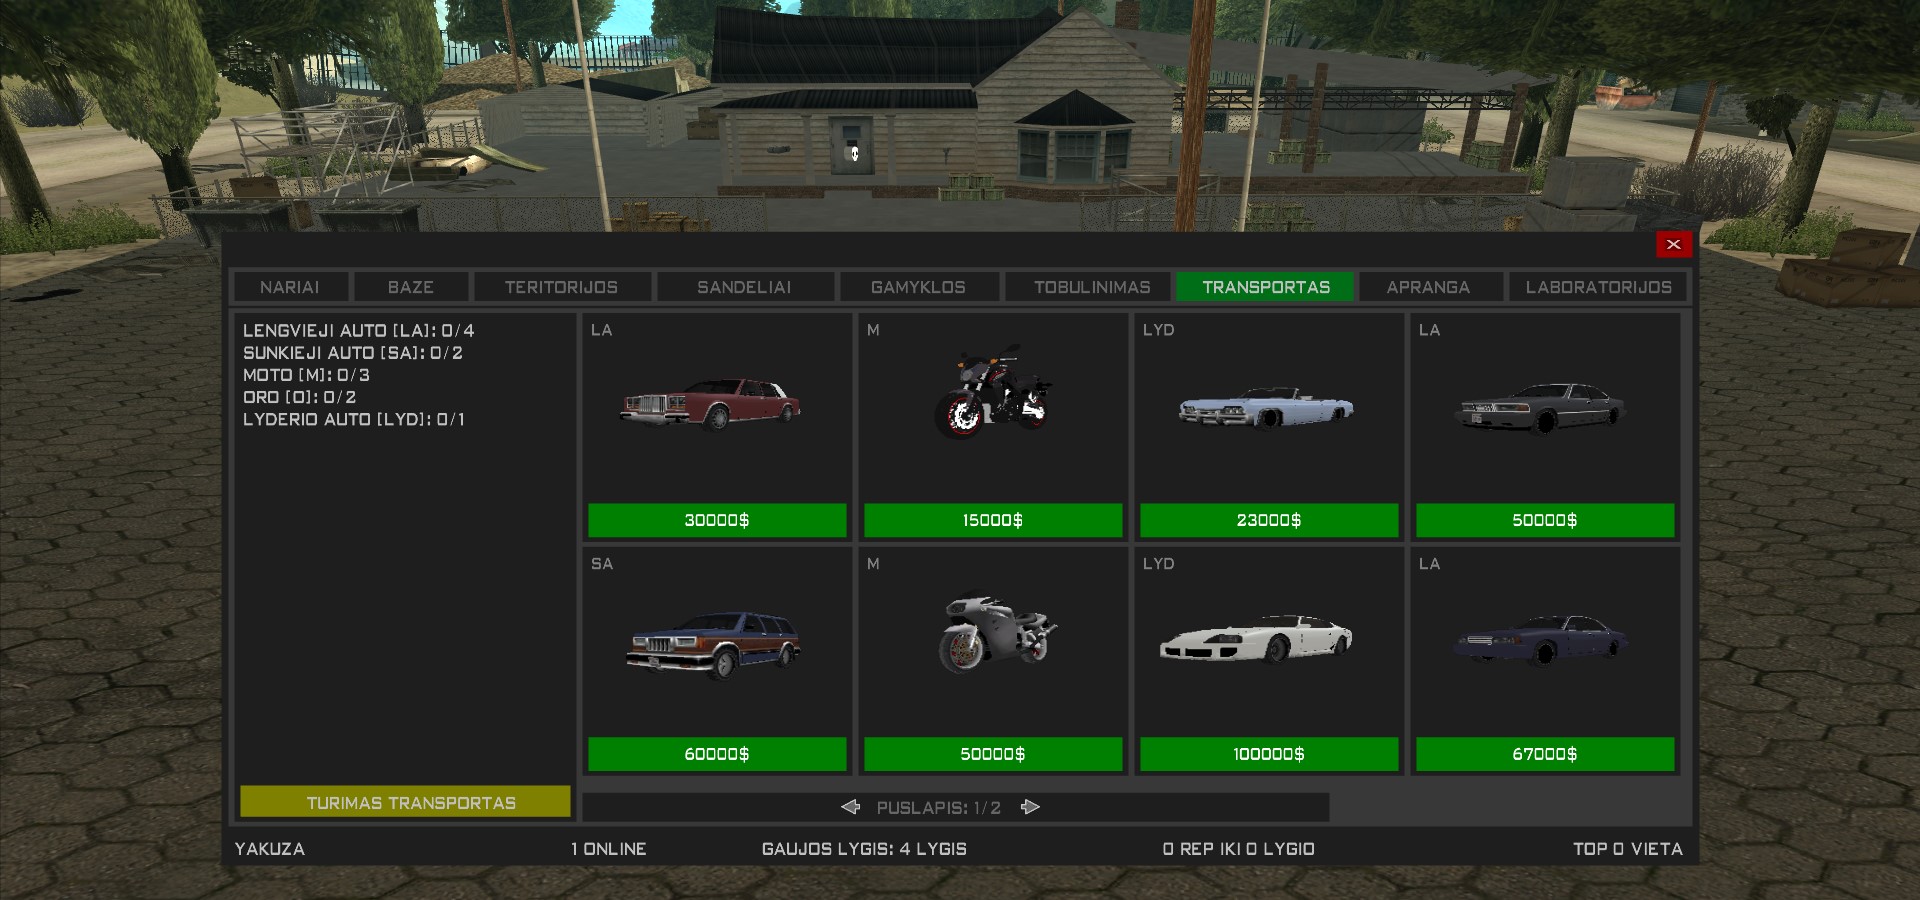 NARIAI BAZE TERITORIJOS SANDELIAI GAMYKLOS TOBULINIMAS TRANSPORTAS APRANGA LABORATORIJOS
LENGVIEJI AUTO [LA]: 0/4
SUNKIEJI AUTO [SA]: 0/2
MOTO [M]: 0/3
ORO [O]: 0/2
LYDERIO AUTO [LYD]: 0/1
LA M LYD LA
30000$ 15000$ 23000$ 50000$
SA M LYD LA
60000$ 50000$ 100000$ 67000$
TURIMAS TRANSPORTAS
PUSLAPIS: 1/2
YAKUZA 1 ONLINE GAUJOS LYGIS: 4 LYGIS 0 REP IKI 0 LYGIO TOP 0 VIETA